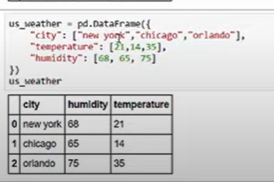 us_weather = pd.DataFrame({
"city": ["new york","chicago","orlando"],
"temperature": [21,14,35],
"humidity": [68, 65, 75]
})
us_weather
city humidity temperature
0 new york 68 21
1 chicago 65 14
2 orlando 75 35